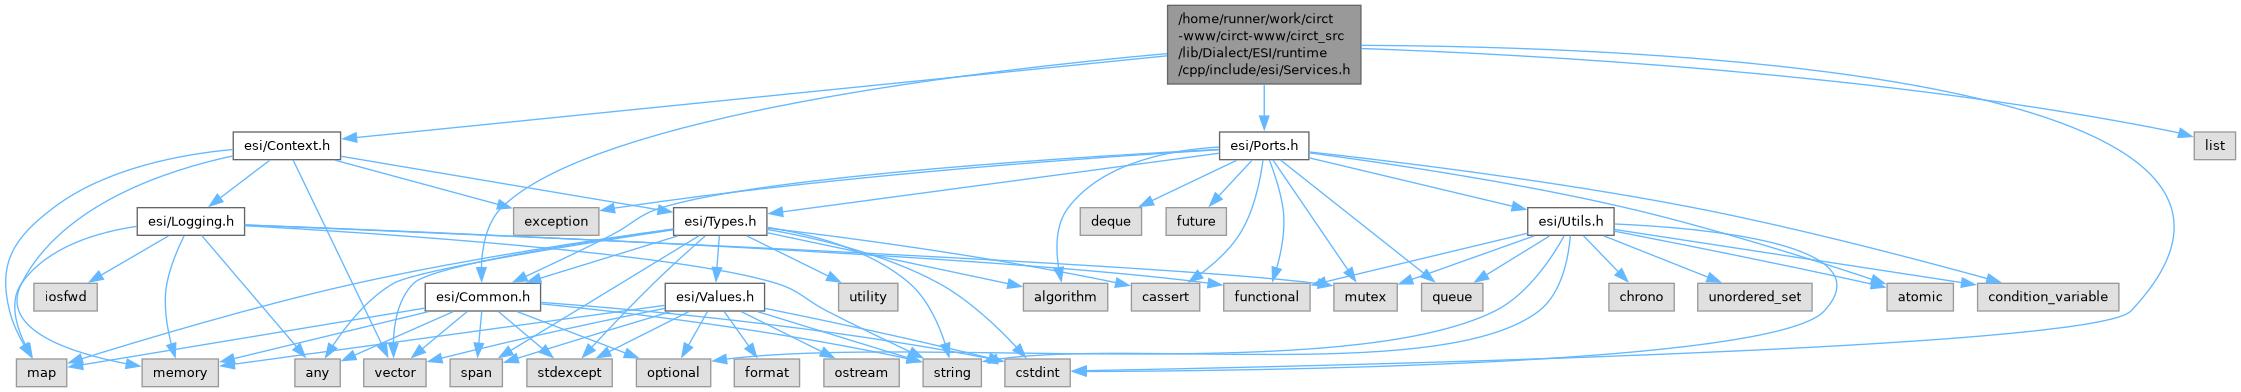 /home/runner/work/circt
-www/circt-www/circt_src
/lib/Dialect/ESI/runtime
/cpp/include/esi/Services.h
esi/Context.h
esi/Ports.h
list
esi/Logging.h
exception
esi/Types.h
deque
future
esi/Utils.h
iosfwd
esi/Common.h
esi/Values.h
utility
algorithm
cassert
functional
mutex
queue
chrono
unordered_set
atomic
condition_variable
map
memory
any
vector
span
stdexcept
optional
format
ostream
string
cstdint